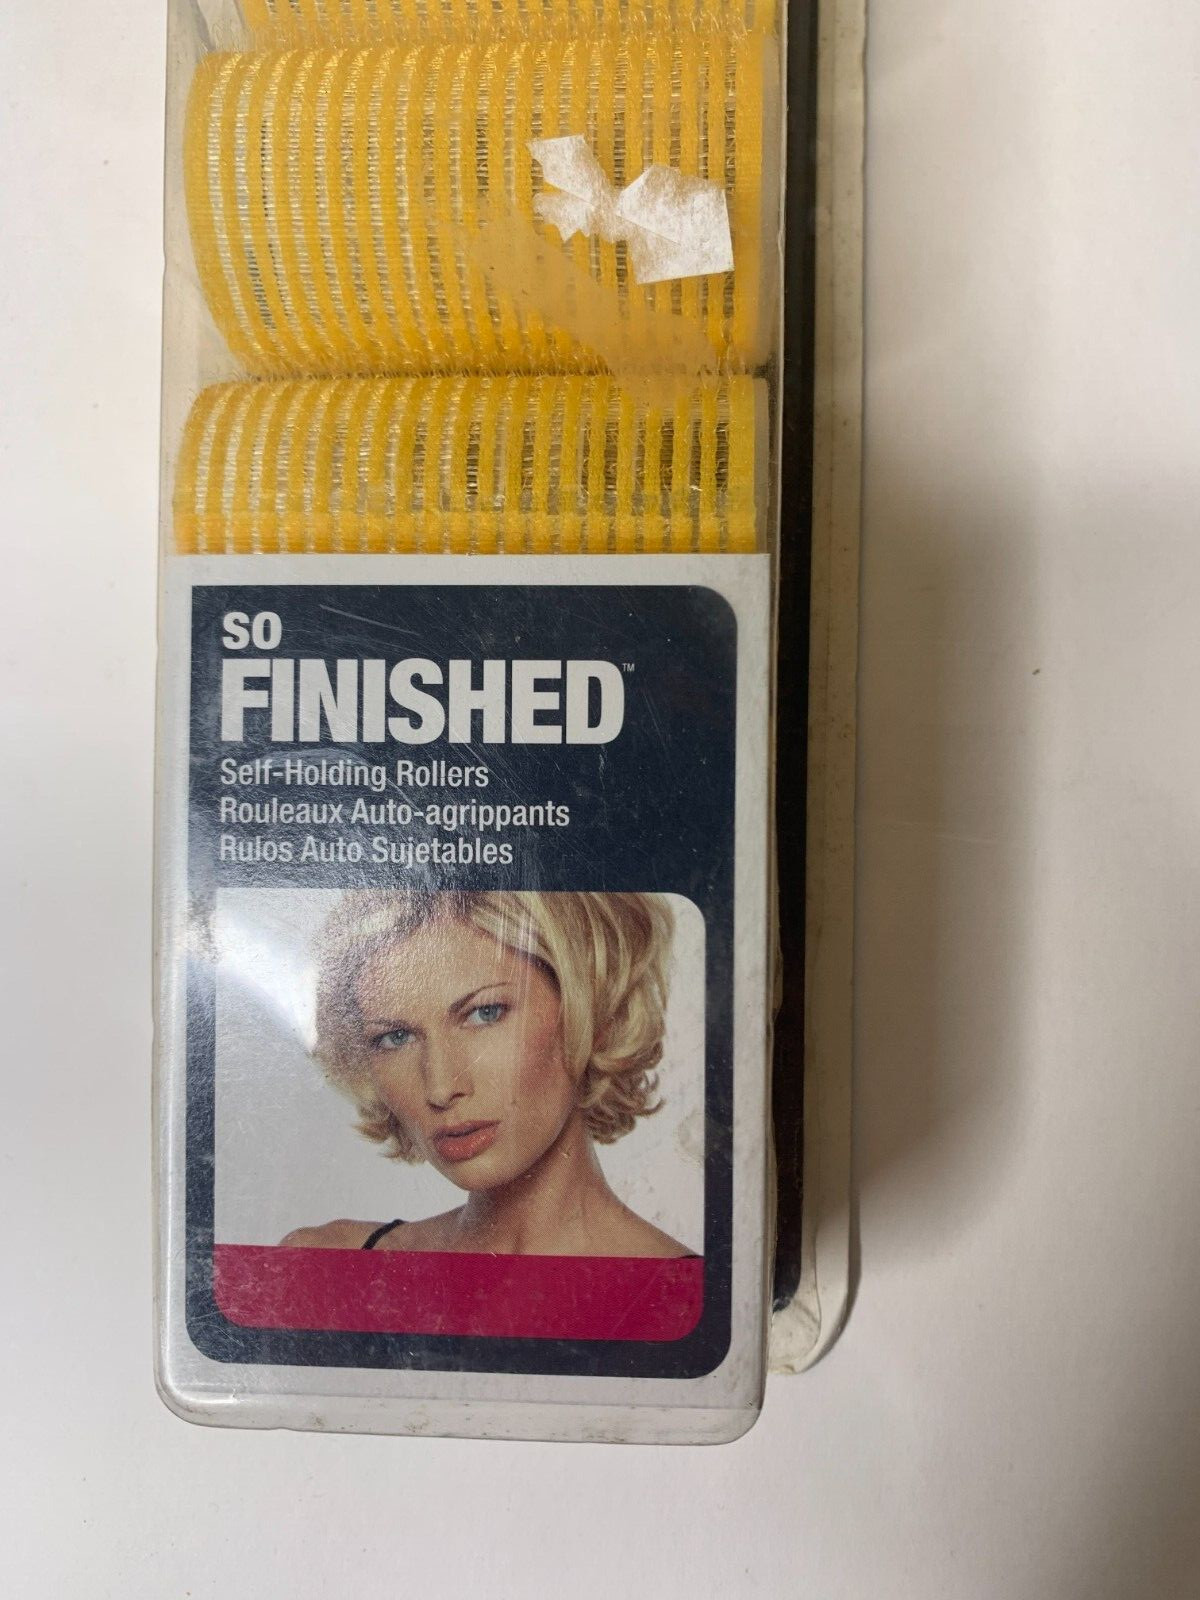 SO
FINISHED™
Self-Holding Rollers
Rouleaux Auto-agrippants
Rulos Auto Sujetables